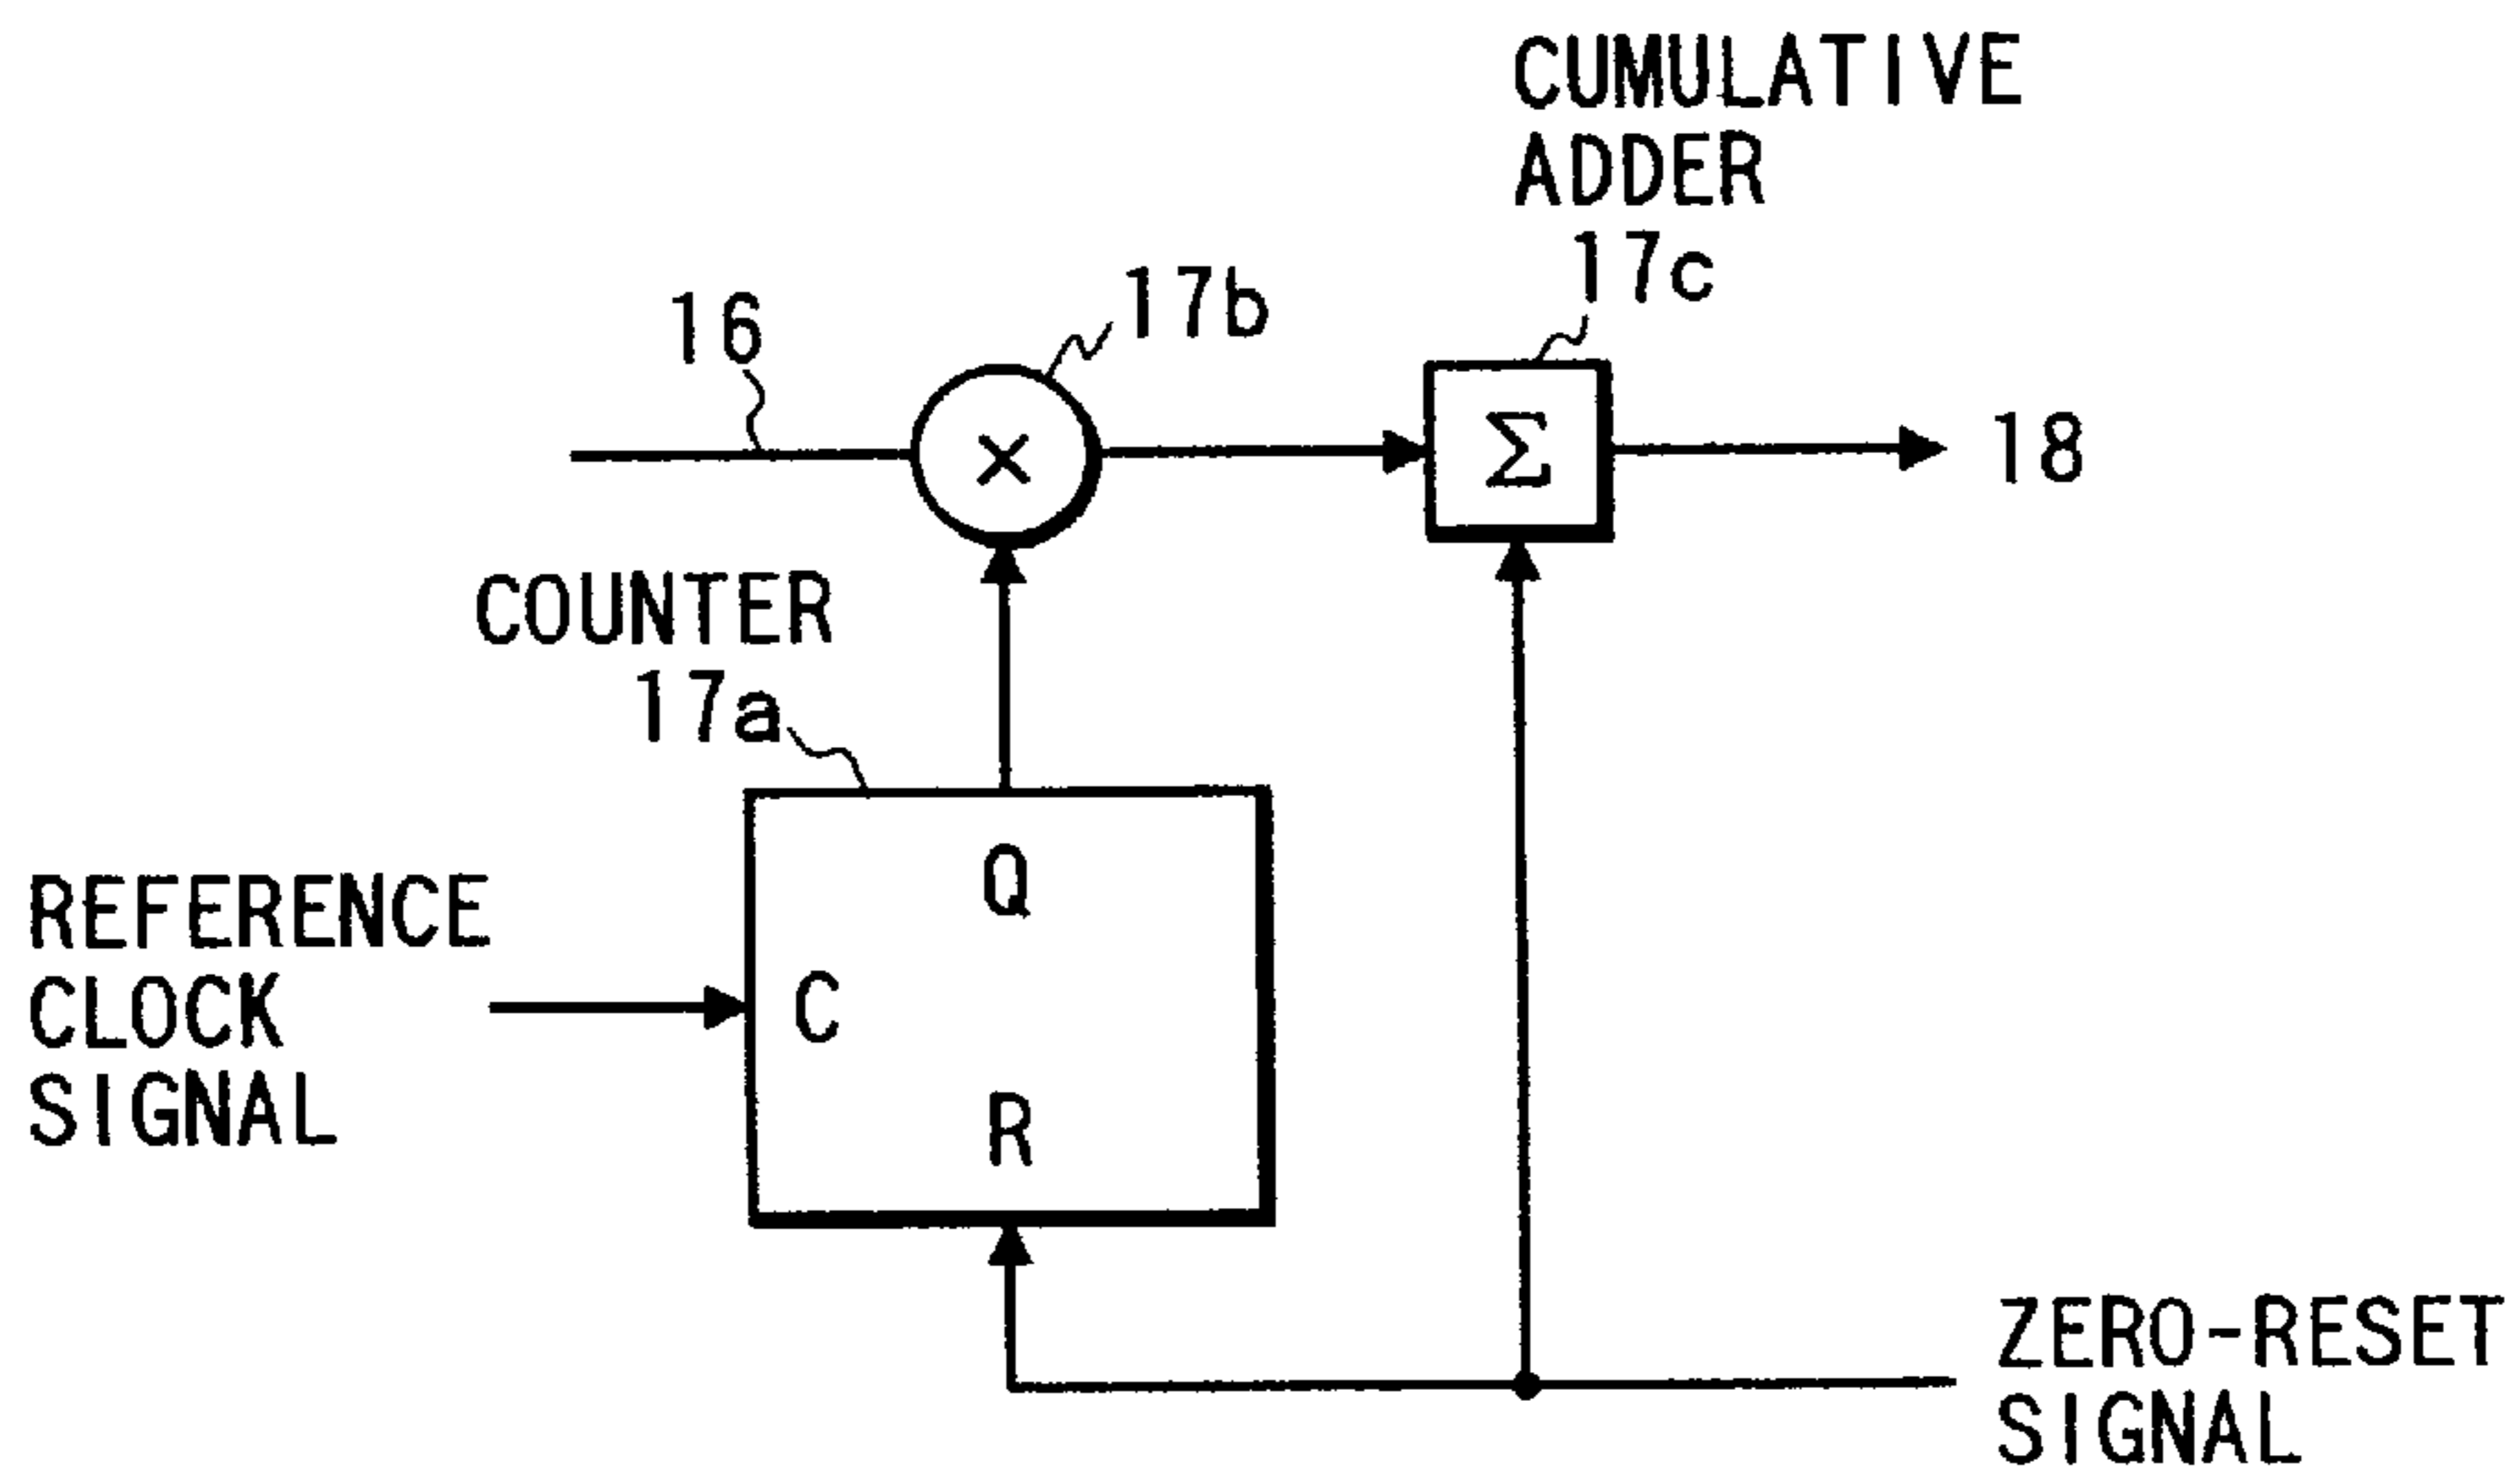 CUMULATIVE
ADDER
17c
17b
16
×
Σ
18
COUNTER
17a
Q
REFERENCE
CLOCK
SIGNAL
C
R
ZERO-RESET
SIGNAL